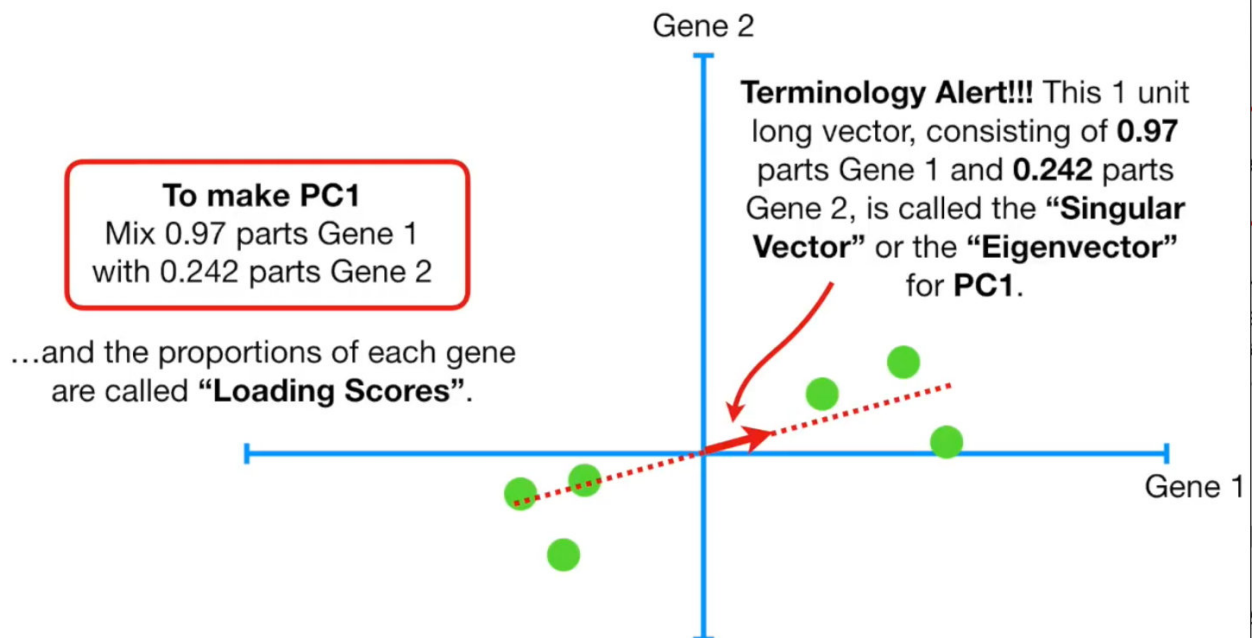 Gene 2
Terminology Alert!!! This 1 unit
long vector, consisting of 0.97
parts Gene 1 and 0.242 parts
Gene 2, is called the “Singular
Vector” or the “Eigenvector”
for PC1.
To make PC1
Mix 0.97 parts Gene 1
with 0.242 parts Gene 2
…and the proportions of each gene
are called “Loading Scores”.
Gene 1